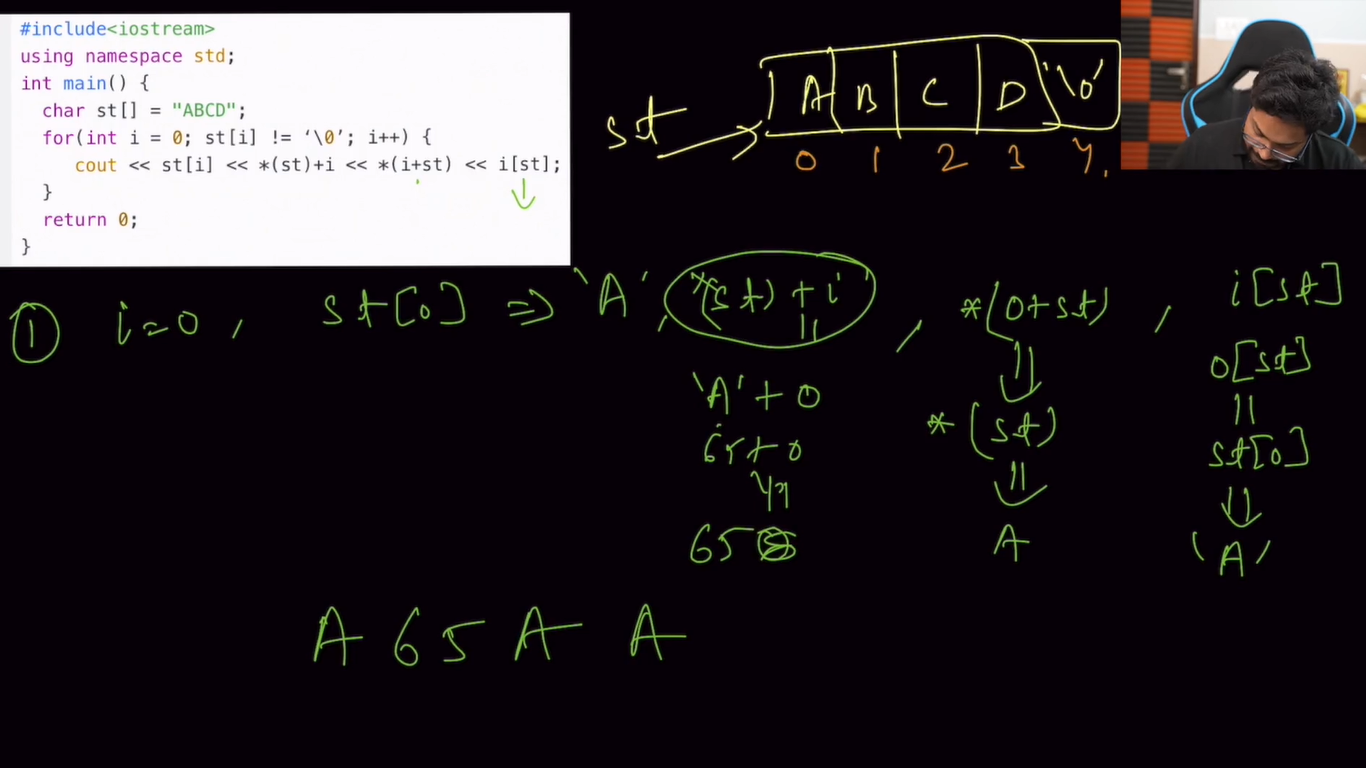 #include<iostream>
using namespace std;
int main() {
char st[] = "ABCD";
for(int i = 0; st[i] != ‘\0’; i++) {
cout << st[i] << *(st)+i << *(i+st) << i[st];
}
return 0;
}
st
A B C D '\0'
0 1 2 3 4.
① i=0, st[0] => 'A', *(st)+i, *(0+st), i[st]
'A'+0 *(st) 0[st]
65+0 st[0]
65 A 'A'
A 65 A A